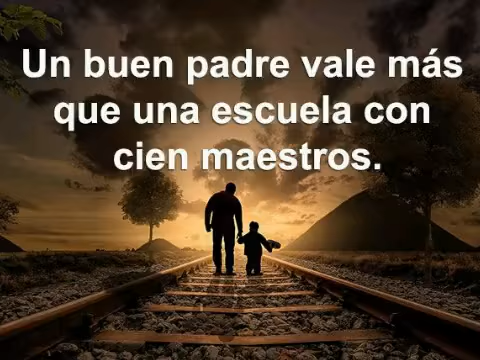 Un buen padre vale más
que una escuela con
cien maestros.